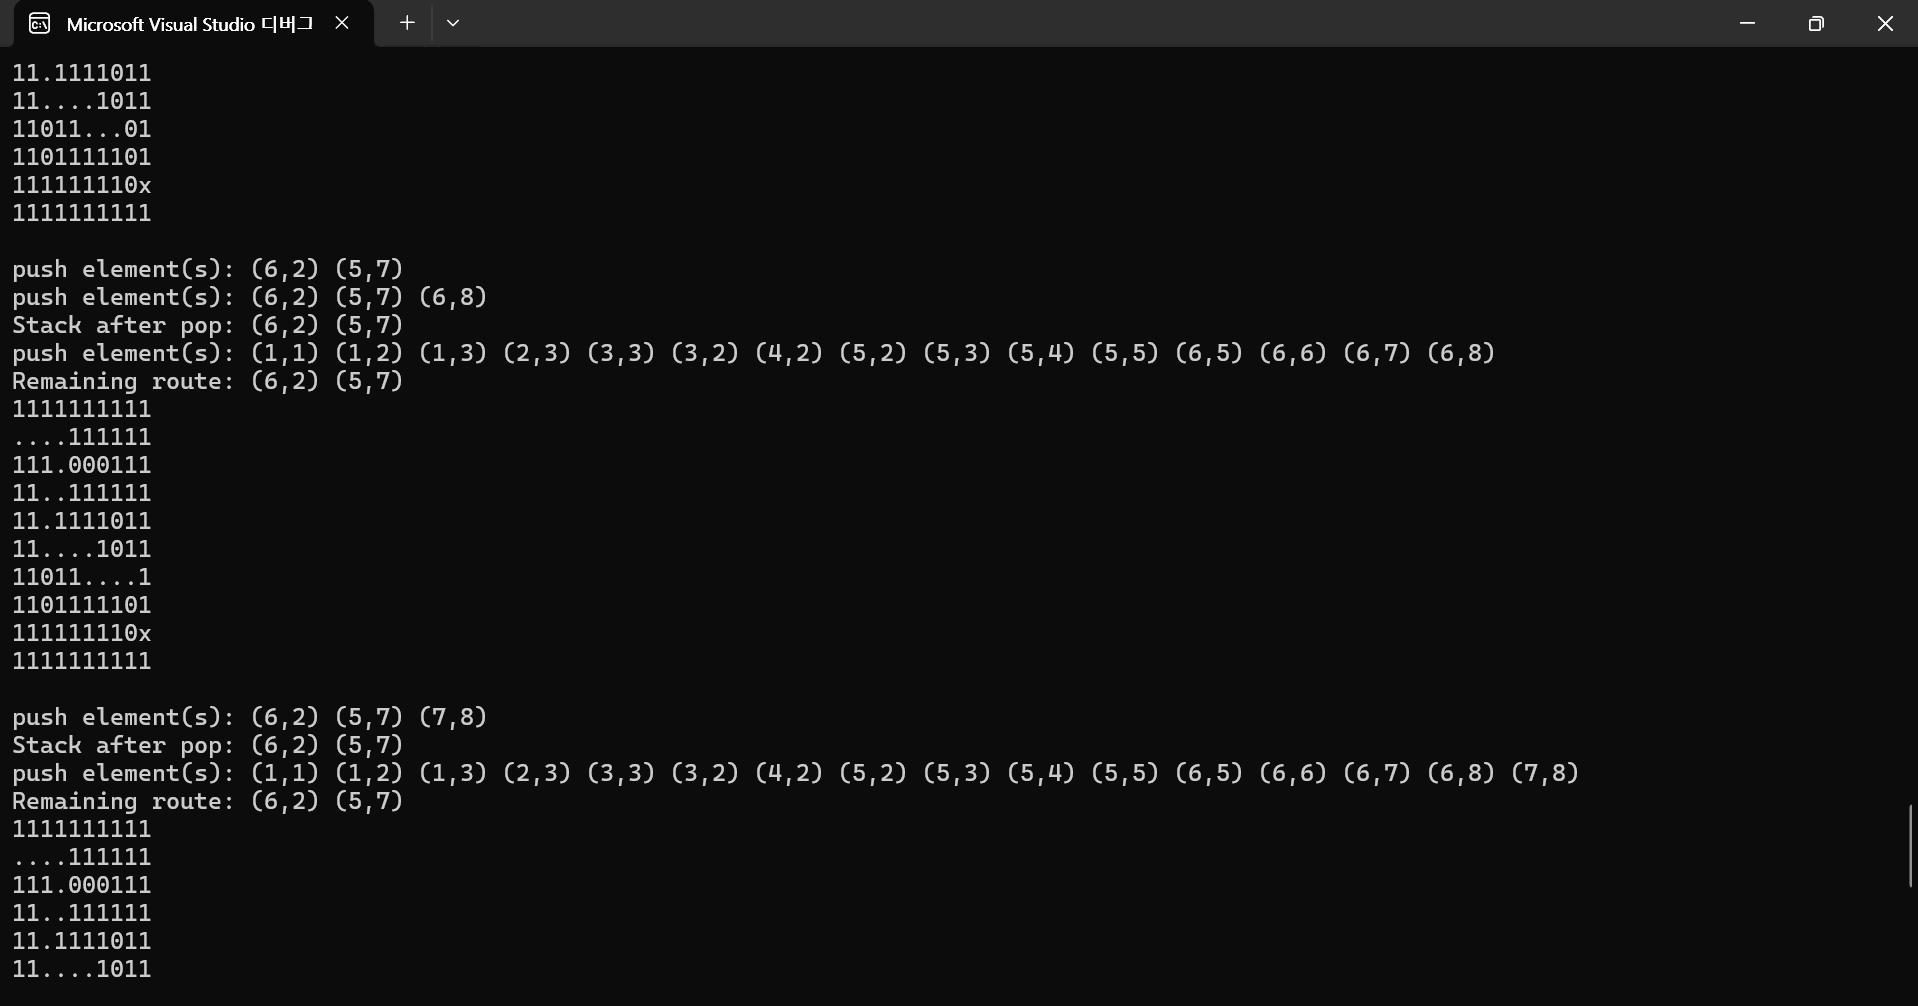 Microsoft Visual Studio 디버그
11.1111011
11....1011
11011...01
1101111101
111111110x
1111111111
push element(s): (6,2) (5,7)
push element(s): (6,2) (5,7) (6,8)
Stack after pop: (6,2) (5,7)
push element(s): (1,1) (1,2) (1,3) (2,3) (3,3) (3,2) (4,2) (5,2) (5,3) (5,4) (5,5) (6,5) (6,6) (6,7) (6,8)
Remaining route: (6,2) (5,7)
1111111111
....111111
111.000111
11..111111
11.1111011
11....1011
11011....1
1101111101
111111110x
1111111111
push element(s): (6,2) (5,7) (7,8)
Stack after pop: (6,2) (5,7)
push element(s): (1,1) (1,2) (1,3) (2,3) (3,3) (3,2) (4,2) (5,2) (5,3) (5,4) (5,5) (6,5) (6,6) (6,7) (6,8) (7,8)
Remaining route: (6,2) (5,7)
1111111111
....111111
111.000111
11..111111
11.1111011
11....1011